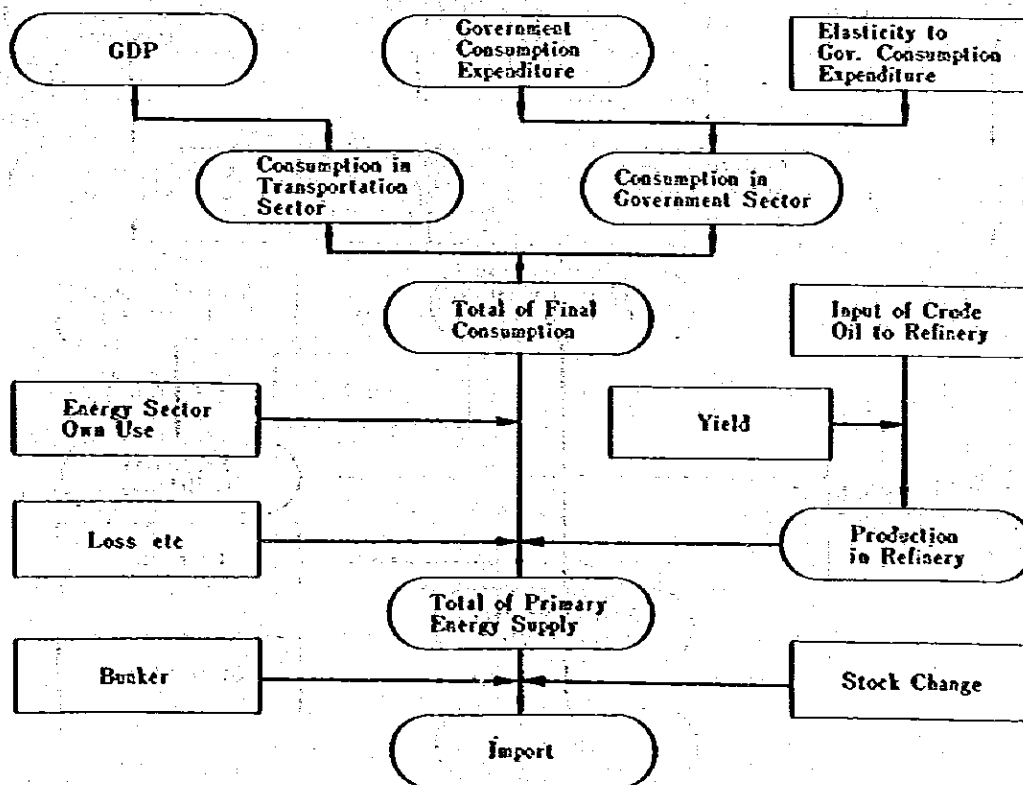 GDP
Government
Consumption
Expenditure
Elasticity to
Gov. Consumption
Expenditure
Consumption in
Transportation
Sector
Consumption in
Government Sector
Total of Final
Consumption
Input of Crude
Oil to Refinery
Energy Sector
Own Use
Yield
Loss etc
Production
in Refinery
Total of Primary
Energy Supply
Bunker
Stock Change
Import